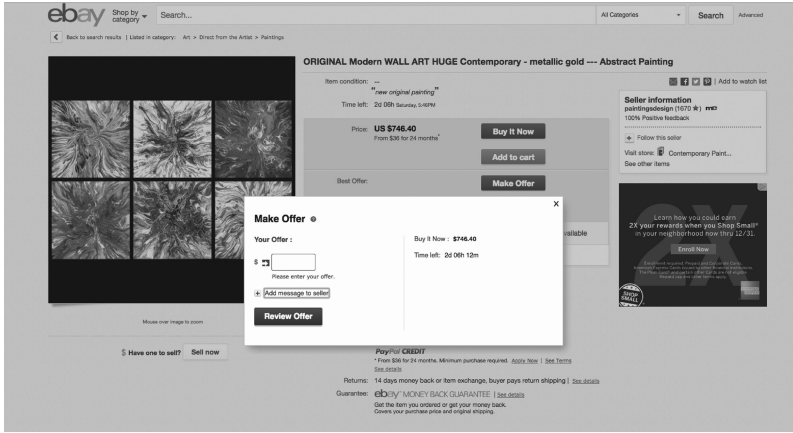 ebay
Shop by category
Search...
All Categories
Search
Advanced
Back to search results | Listed in category: Art > Direct from the Artist > Paintings
ORIGINAL Modern WALL ART HUGE Contemporary - metallic gold --- Abstract Painting
Item condition: --
"new original painting"
Time left: 2d 06h Saturday, 5:40PM
Price: US $746.40
From $36 for 24 months*
Buy It Now
Add to cart
Best Offer:
Make Offer
| Add to watch list
Seller information
paintingsdesign (1670 ★) me
100% Positive feedback
+ Follow this seller
Visit store: Contemporary Paint...
See other items
Make Offer
x
Your Offer :
$
Please enter your offer.
+ Add message to seller
Review Offer
Buy It Now : $746.40
Time left: 2d 06h 12m
available
Learn how you could earn
2X your rewards when you Shop Small®
in your neighborhood now thru 12/31.
Enroll Now
SHOP SMALL
Mouse over image to zoom
$ Have one to sell? Sell now
PayPal CREDIT
* From $36 for 24 months. Minimum purchase required. Apply Now | See Terms
See details
Returns: 14 days money back or item exchange, buyer pays return shipping | See details
Guarantee: ebay MONEY BACK GUARANTEE | See details
Get the item you ordered or get your money back.
Covers your purchase price and original shipping.